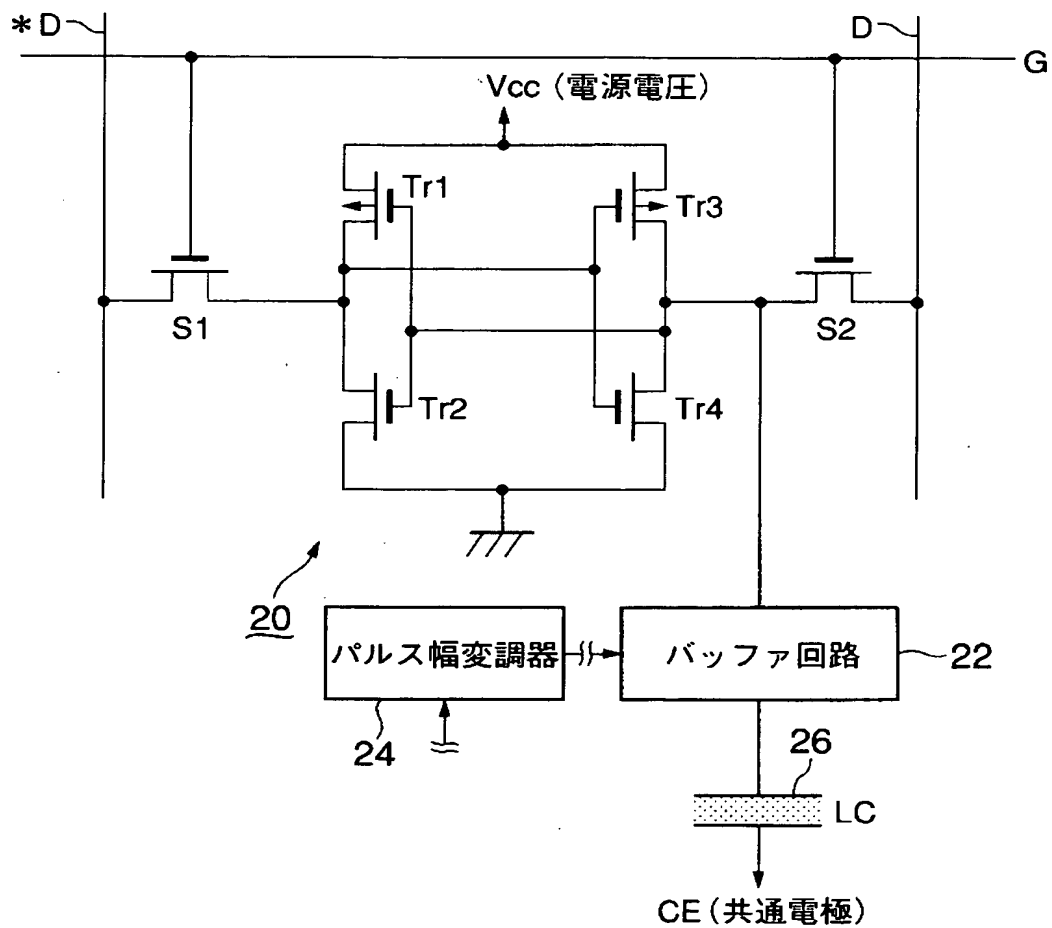 *D
D
G
Vcc (電源電圧)
Tr1
Tr3
S1
S2
Tr2
Tr4
20
パルス幅変調器
バッファ回路
22
24
26
LC
CE (共通電極)